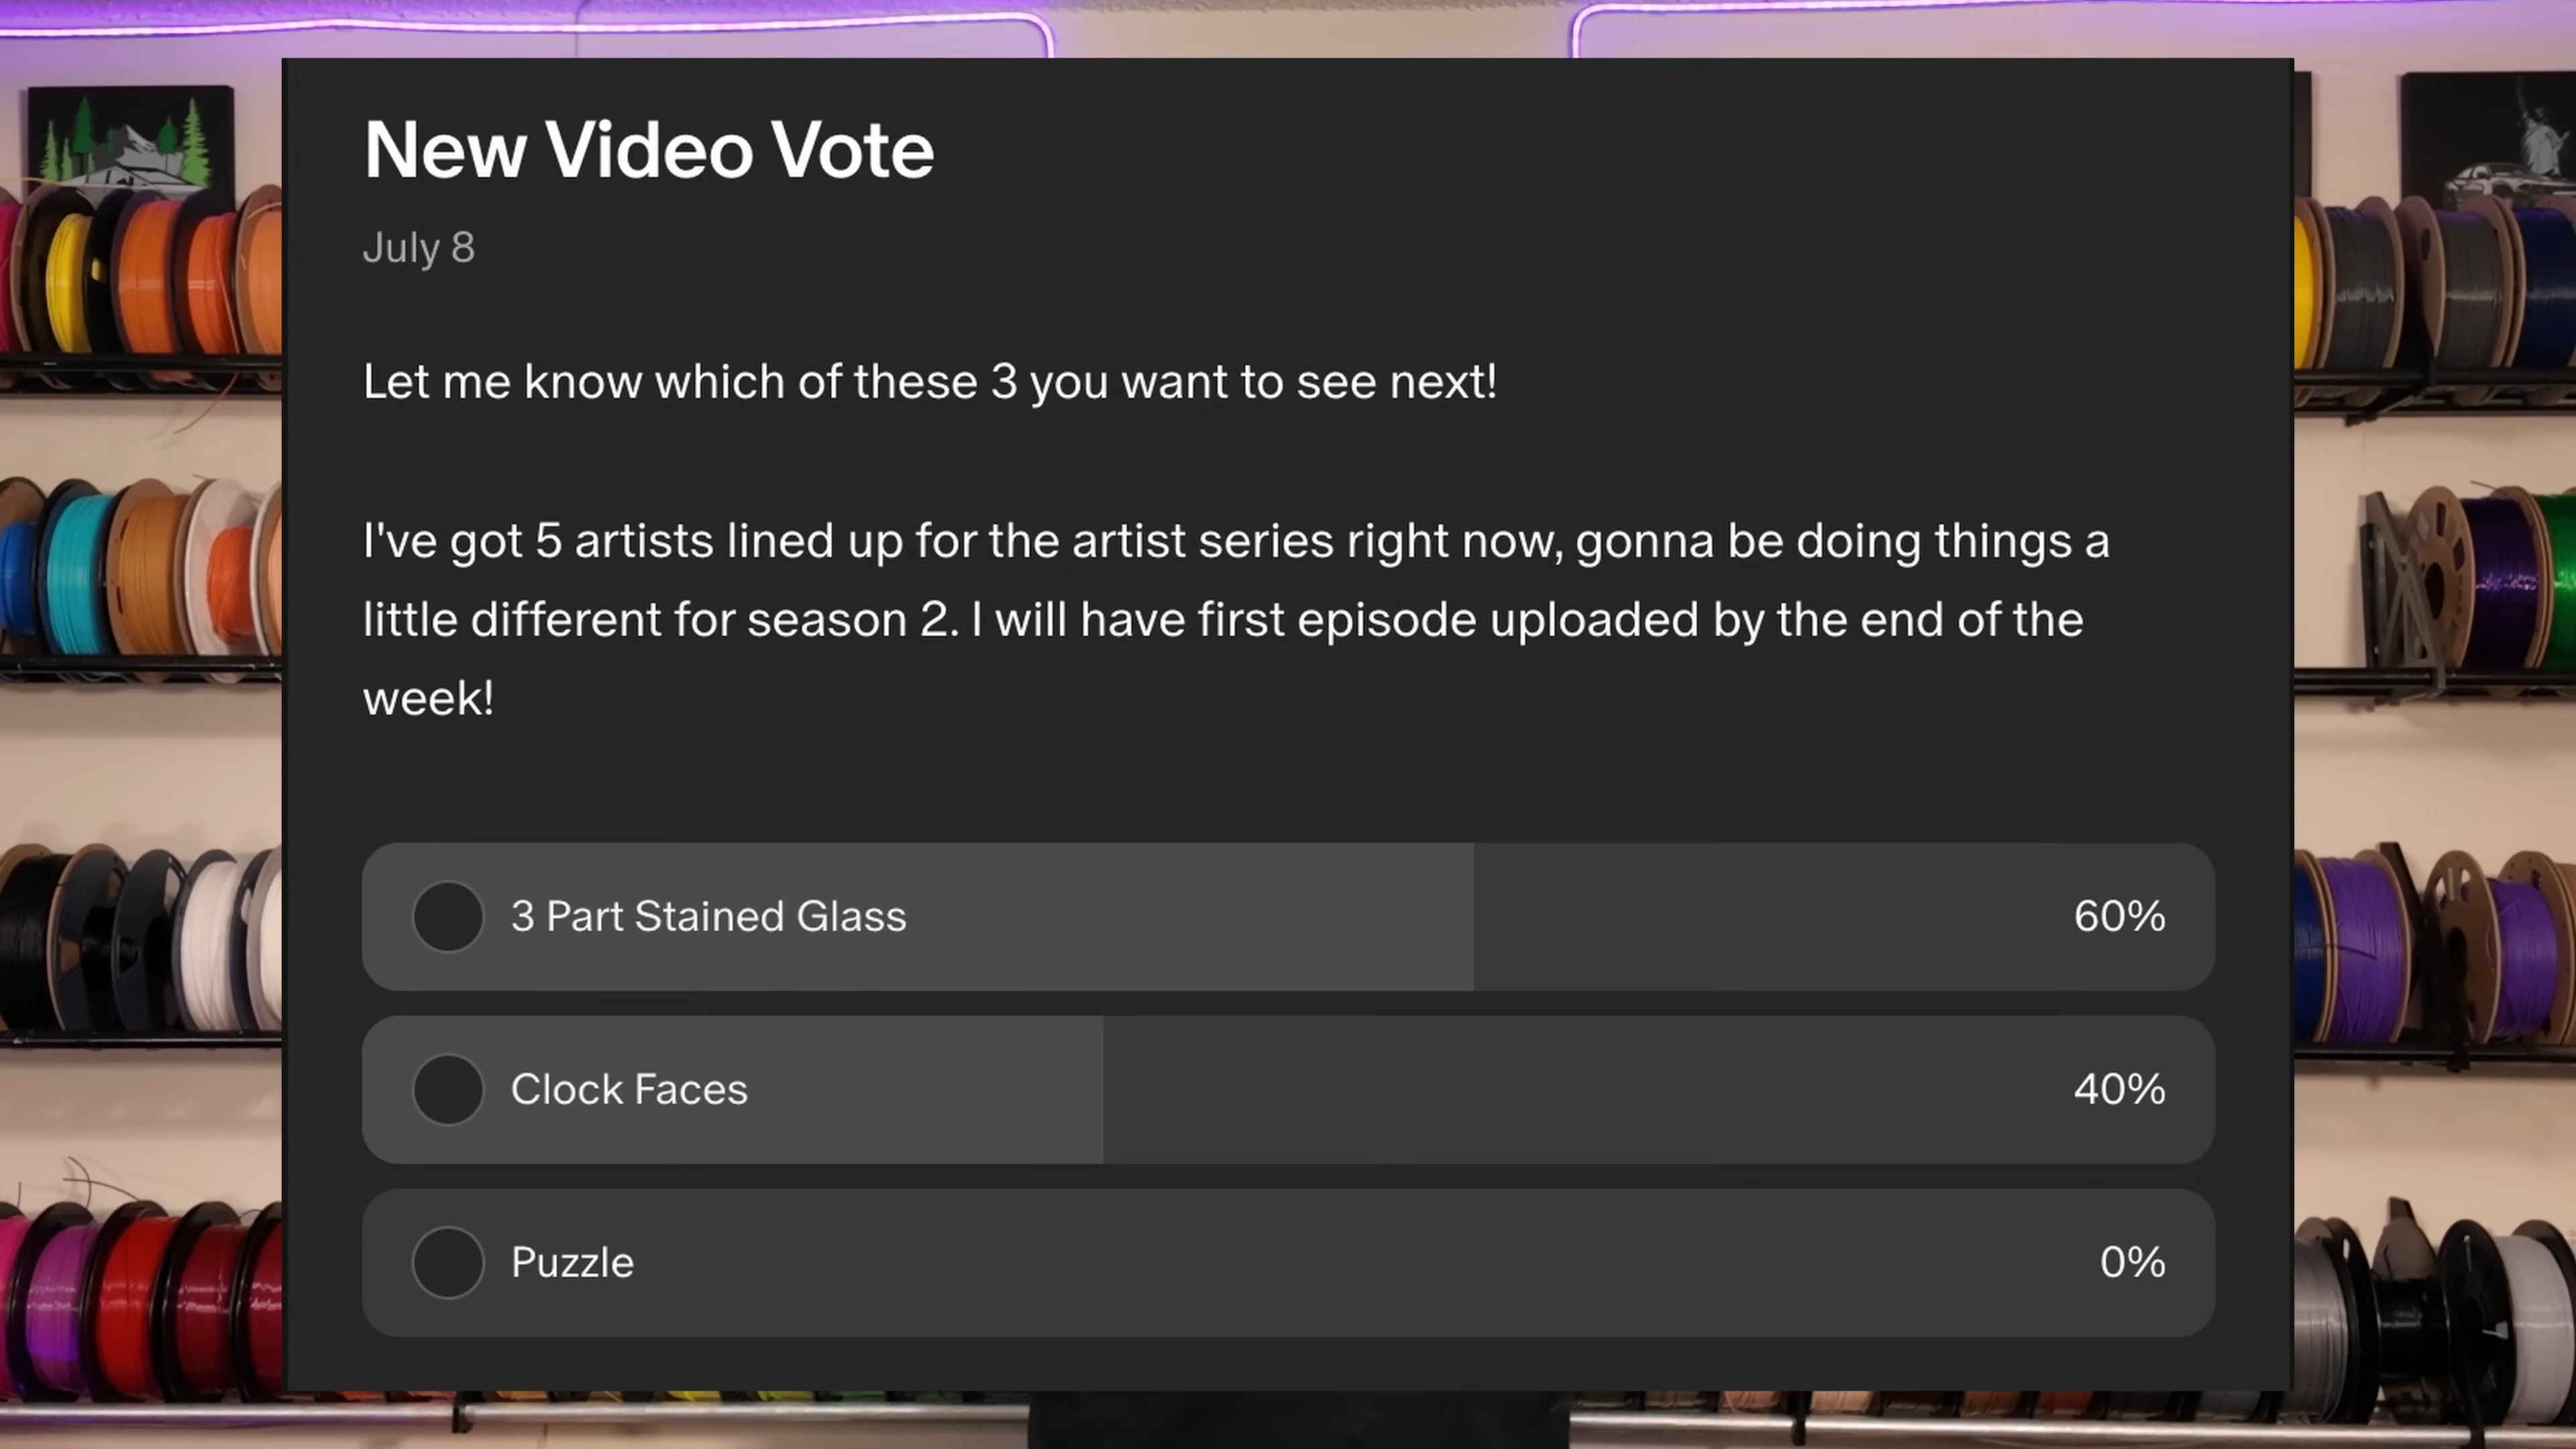 New Video Vote
July 8
Let me know which of these 3 you want to see next!
I've got 5 artists lined up for the artist series right now, gonna be doing things a
little different for season 2. I will have first episode uploaded by the end of the
week!
3 Part Stained Glass 60%
Clock Faces 40%
Puzzle 0%